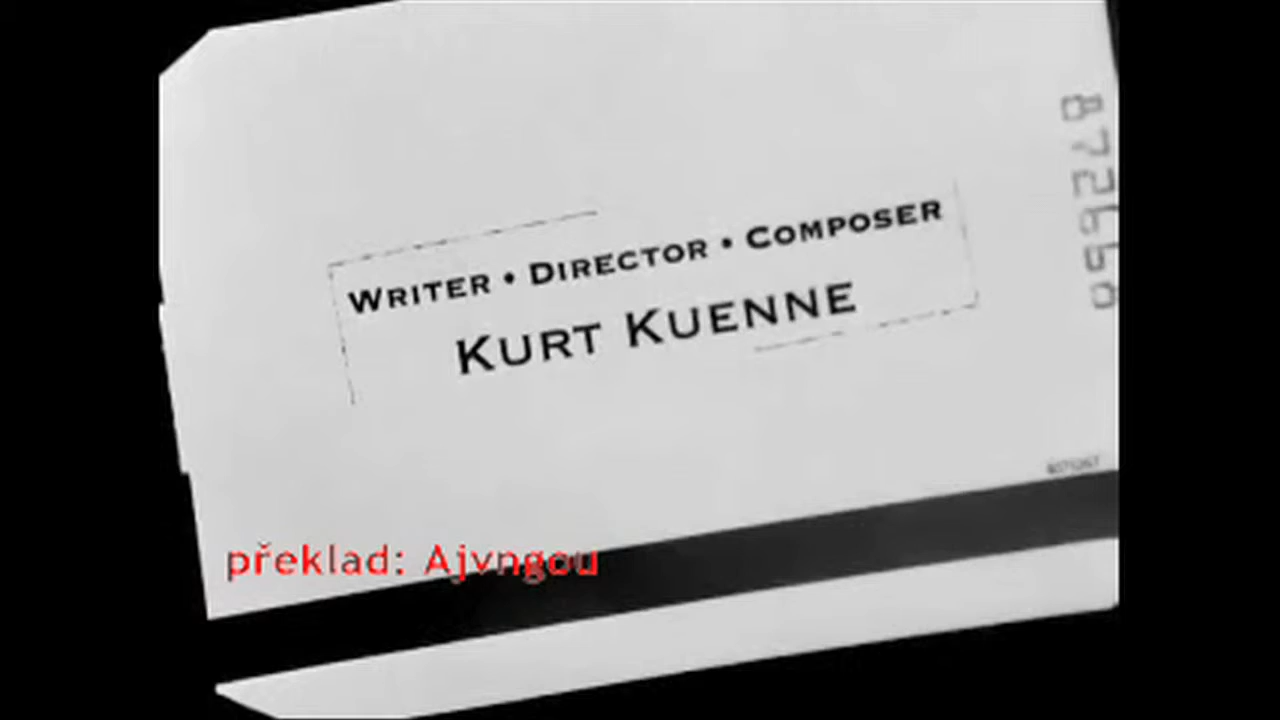 WRITER • DIRECTOR • COMPOSER
KURT KUENNE
překlad: Ajvngou